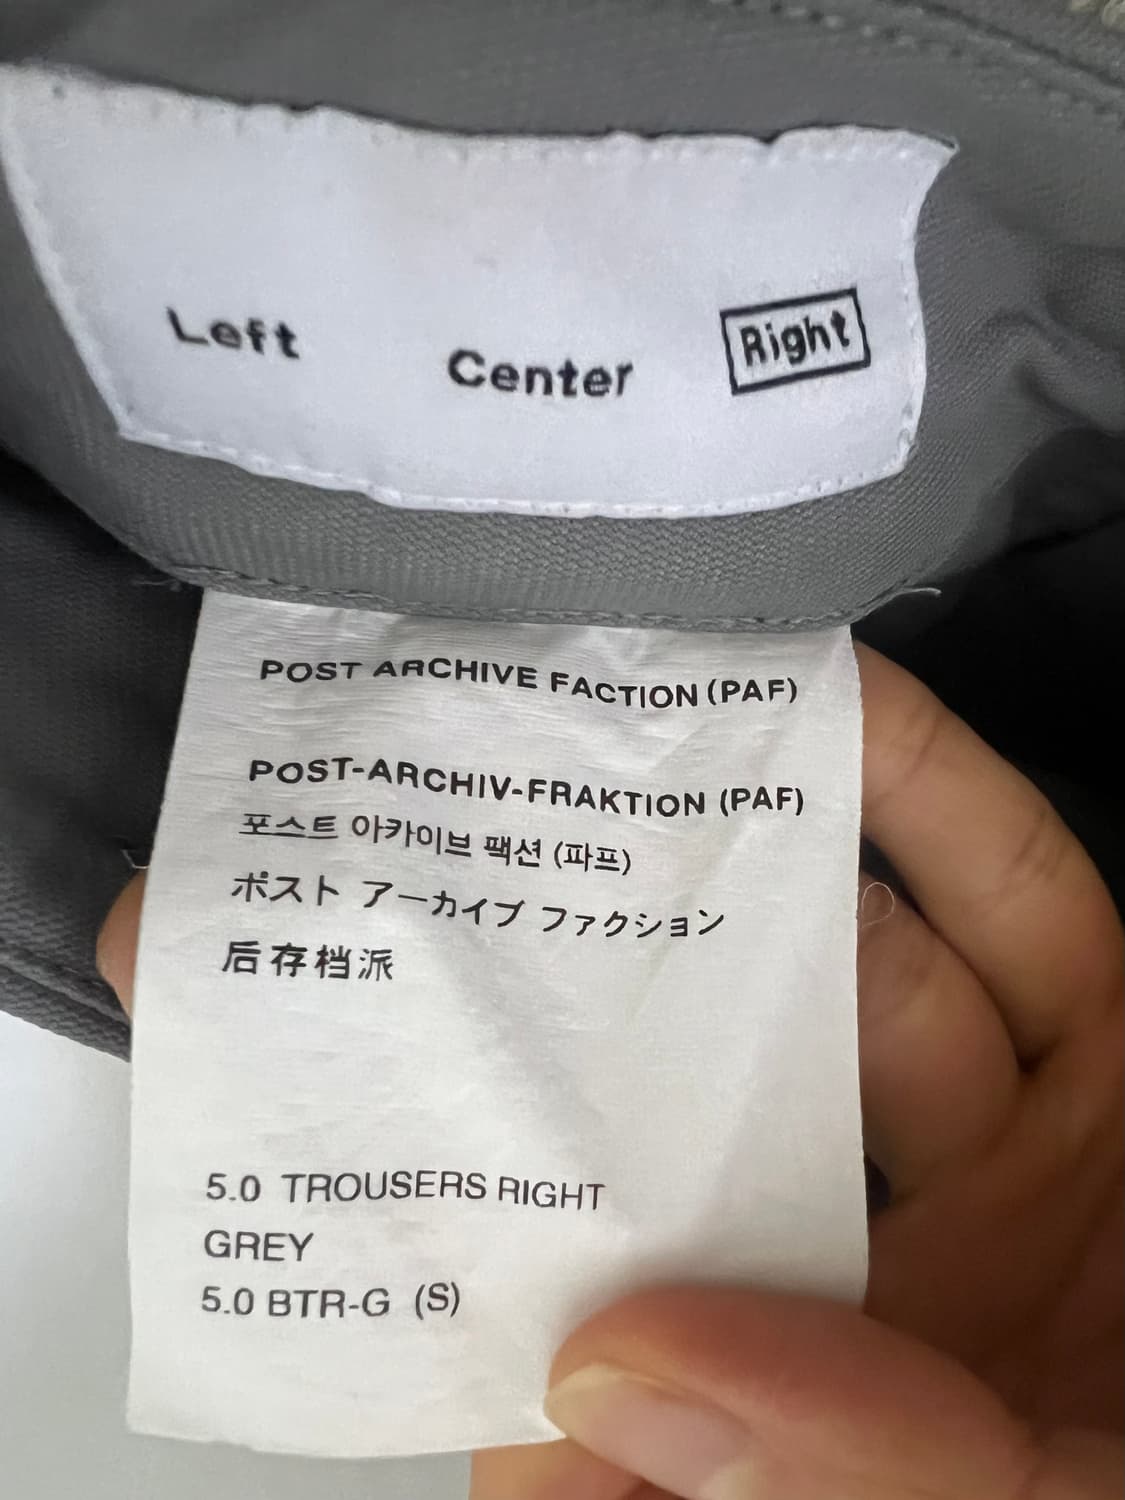 Left Center Right
POST ARCHIVE FACTION (PAF)
POST-ARCHIV-FRAKTION (PAF)
포스트 아카이브 팩션 (파프)
ポスト アーカイブ ファクション
后存档派
5.0 TROUSERS RIGHT
GREY
5.0 BTR-G (S)